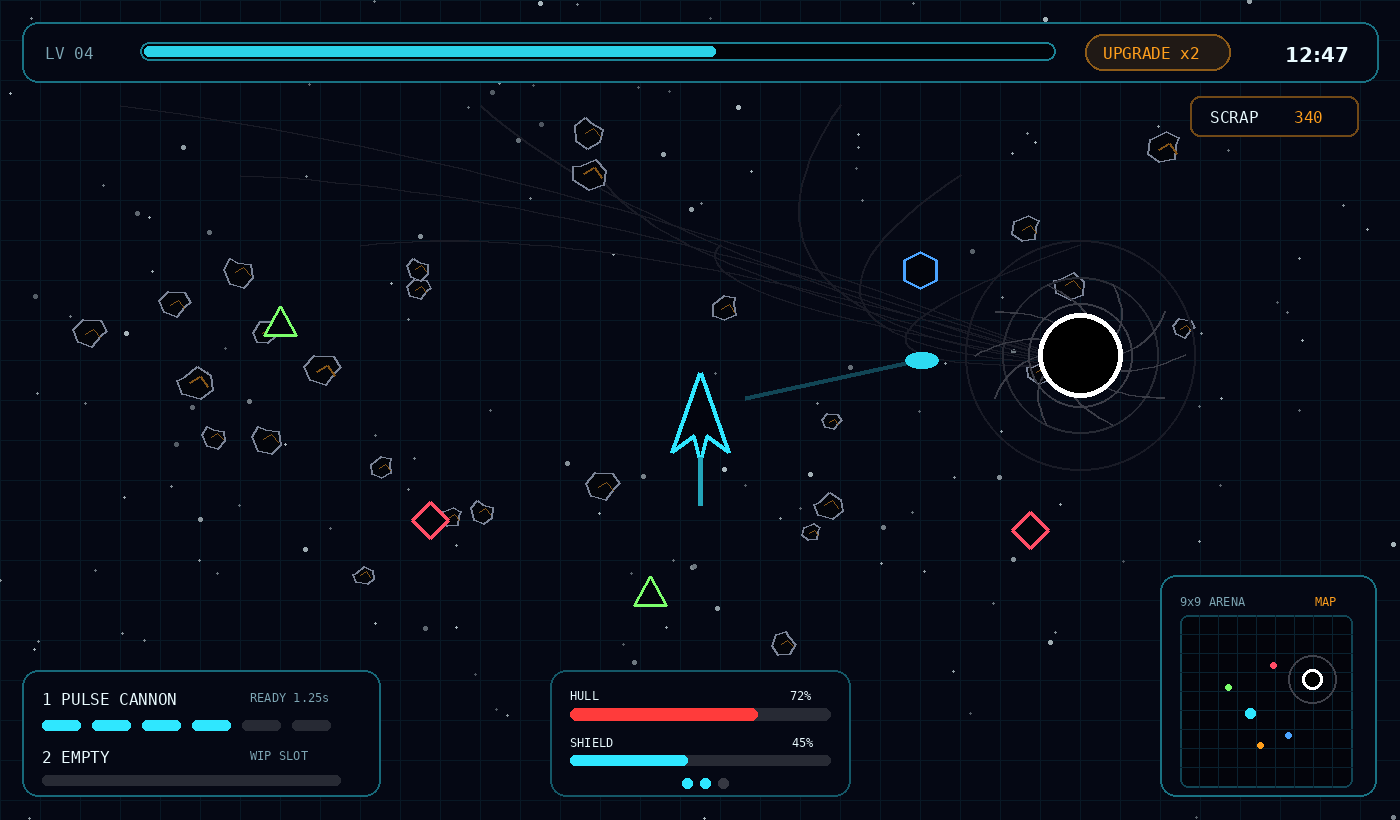 LV 04
UPGRADE x2
12:47
SCRAP 340
9x9 ARENA MAP
1 PULSE CANNON READY 1.25s
2 EMPTY WIP SLOT
HULL 72%
SHIELD 45%